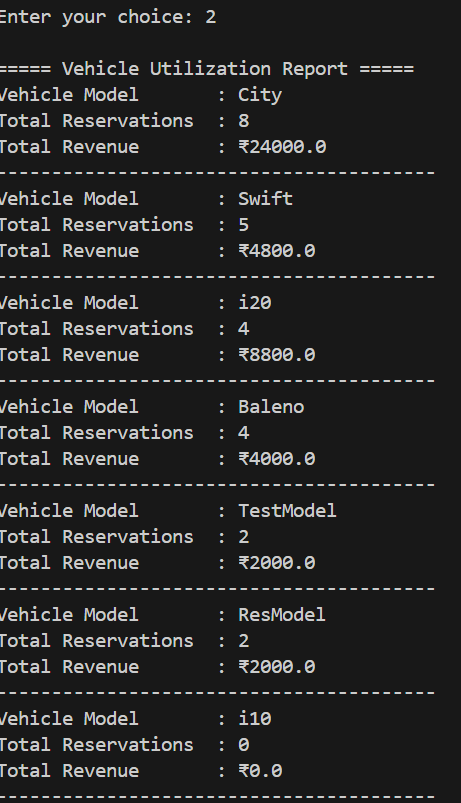 Enter your choice: 2
===== Vehicle Utilization Report =====
Vehicle Model       : City
Total Reservations  : 8
Total Revenue       : ₹24000.0
----------------------------------------
Vehicle Model       : Swift
Total Reservations  : 5
Total Revenue       : ₹4800.0
----------------------------------------
Vehicle Model       : i20
Total Reservations  : 4
Total Revenue       : ₹8800.0
----------------------------------------
Vehicle Model       : Baleno
Total Reservations  : 4
Total Revenue       : ₹4000.0
----------------------------------------
Vehicle Model       : TestModel
Total Reservations  : 2
Total Revenue       : ₹2000.0
----------------------------------------
Vehicle Model       : ResModel
Total Reservations  : 2
Total Revenue       : ₹2000.0
----------------------------------------
Vehicle Model       : i10
Total Reservations  : 0
Total Revenue       : ₹0.0
----------------------------------------